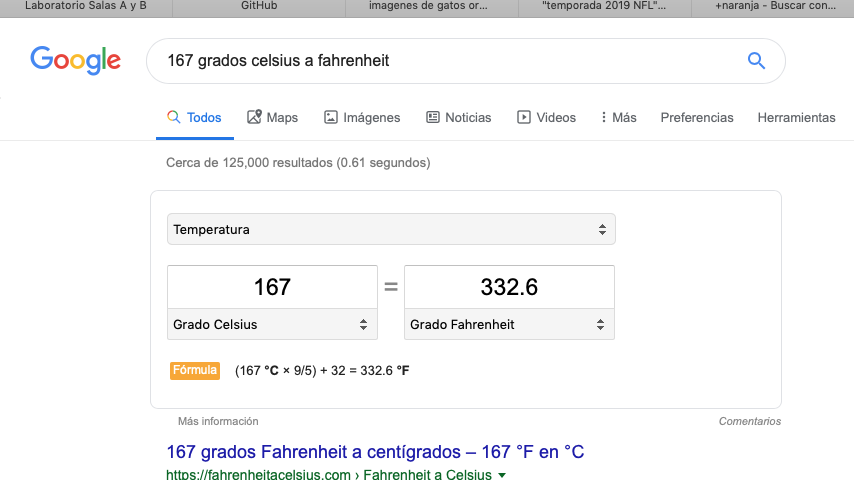 Laboratorio Salas A y B GitHub imagenes de gatos or... "temporada 2019 NFL"... +naranja - Buscar con...
Google 167 grados celsius a fahrenheit
Todos Maps Imágenes Noticias Videos Más Preferencias Herramientas
Cerca de 125,000 resultados (0.61 segundos)
Temperatura
167 = 332.6
Grado Celsius Grado Fahrenheit
Fórmula (167 °C × 9/5) + 32 = 332.6 °F
Más información Comentarios
167 grados Fahrenheit a centígrados – 167 °F en °C
https://fahrenheitacelsius.com › Fahrenheit a Celsius